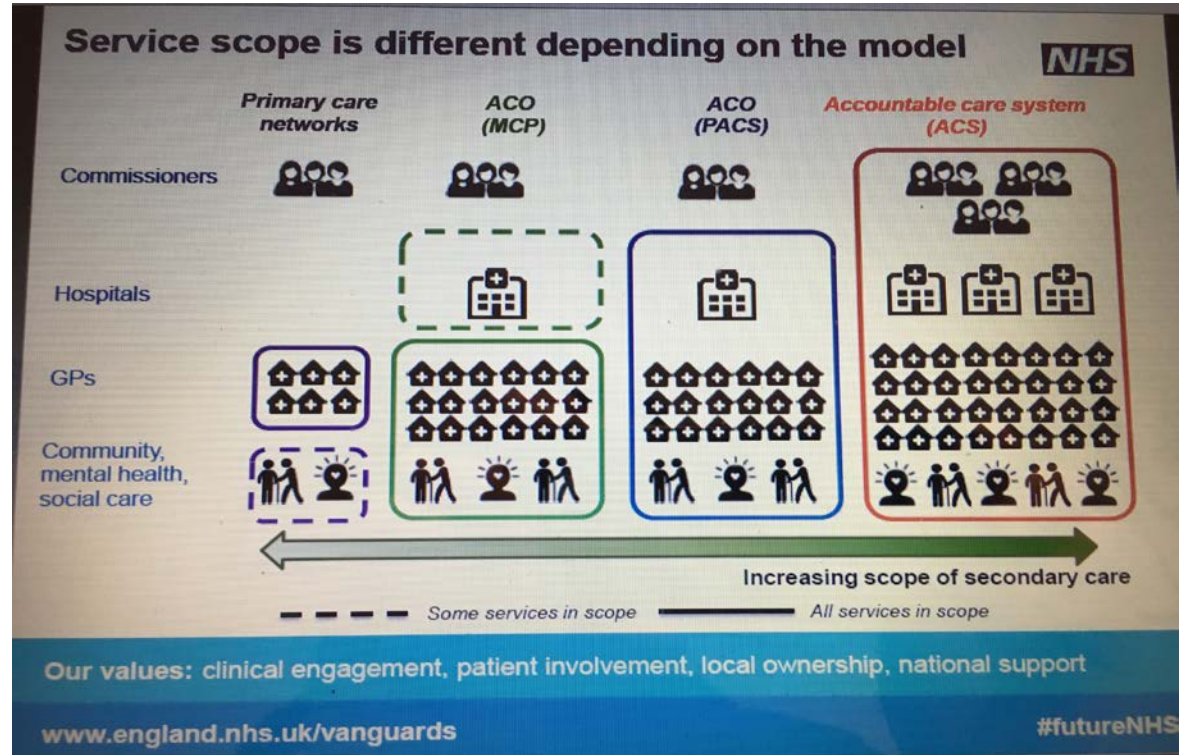 Service scope is different depending on the model
NHS
Primary care
networks
ACO
(MCP)
ACO
(PACS)
Accountable care system
(ACS)
Commissioners
Hospitals
GPs
Community,
mental health,
social care
Increasing scope of secondary care
Some services in scope
All services in scope
Our values: clinical engagement, patient involvement, local ownership, national support
www.england.nhs.uk/vanguards
#futureNHS